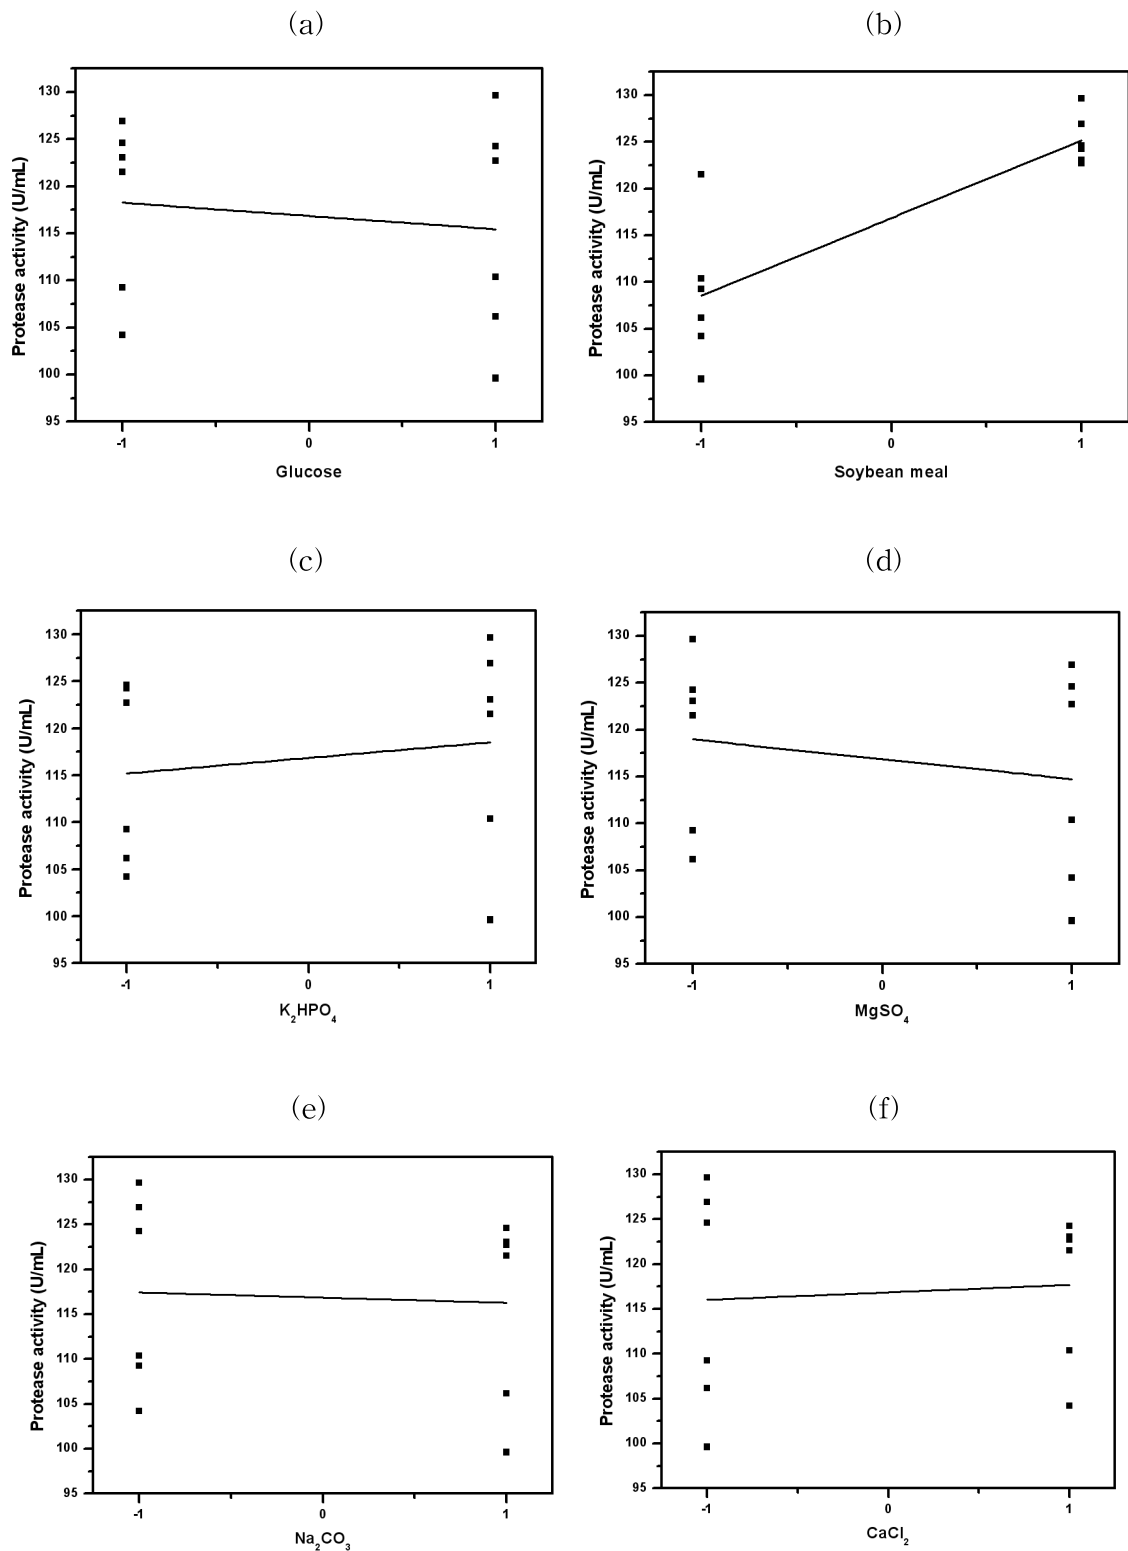 (a)
130
125
120
115
110
105
100
95
-1 0 1
Protease activity (U/mL)
Glucose
(b)
130
125
120
115
110
105
100
95
-1 0 1
Protease activity (U/mL)
Soybean meal
(c)
130
125
120
115
110
105
100
95
-1 0 1
Protease activity (U/mL)
K₂HPO₄
(d)
130
125
120
115
110
105
100
95
-1 0 1
Protease activity (U/mL)
MgSO₄
(e)
130
125
120
115
110
105
100
95
-1 0 1
Protease activity (U/mL)
Na₂CO₃
(f)
130
125
120
115
110
105
100
95
-1 0 1
Protease activity (U/mL)
CaCl₂